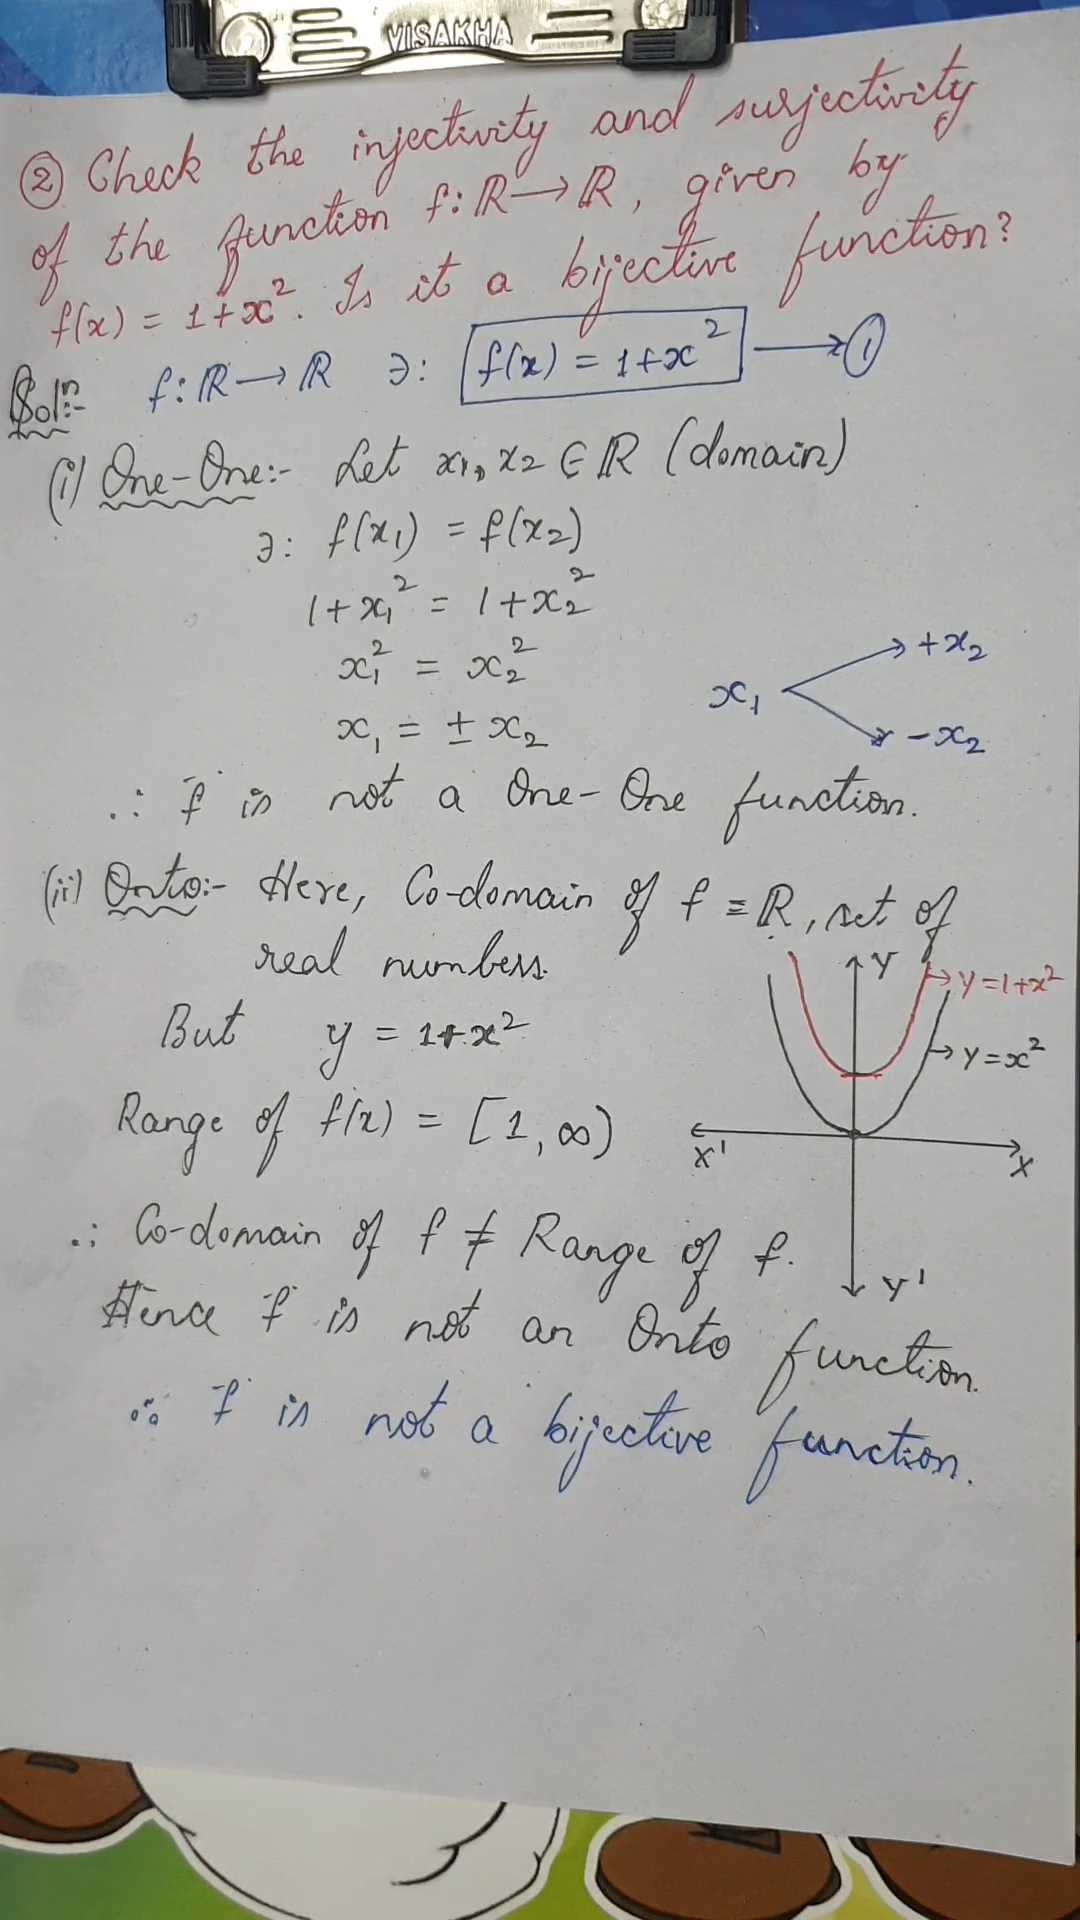 VISAKHA
② Check the injectivity and surjectivity
of the function f: ℝ→ℝ, given by
f(x) = 1+x². Is it a bijective function?
Solⁿ:- f: ℝ→ℝ ∋: f(x) = 1+x² → ①
(i) One-One:- Let x₁, x₂ ∈ ℝ (domain)
∋: f(x₁) = f(x₂)
1+x₁² = 1+x₂²
x₁² = x₂²
x₁ = ± x₂
x₁ +x₂
-x₂
∴ f is not a One-One function.
(ii) Onto:- Here, Co-domain of f = ℝ, set of
real numbers.
But y = 1+x²
Range of f(x) = [1, ∞)
Y
→ y=1+x²
→ y=x²
X'
X
Y'
∴ Co-domain of f ≠ Range of f.
Hence f is not an Onto function.
∴ f is not a bijective function.